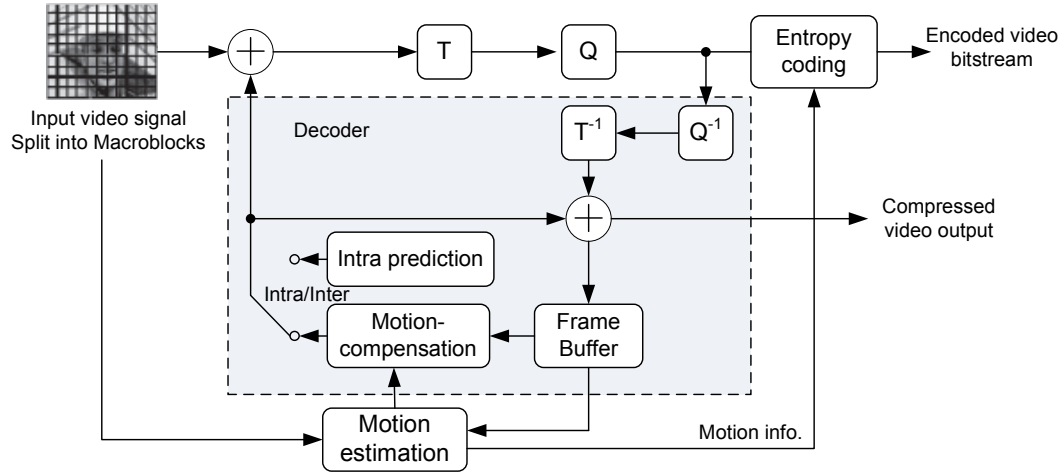 T
Q
Entropy
coding
Encoded video
bitstream
Input video signal
Split into Macroblocks
Decoder
T-1
Q-1
Compressed
video output
Intra prediction
Intra/Inter
Motion-
compensation
Frame
Buffer
Motion
estimation
Motion info.